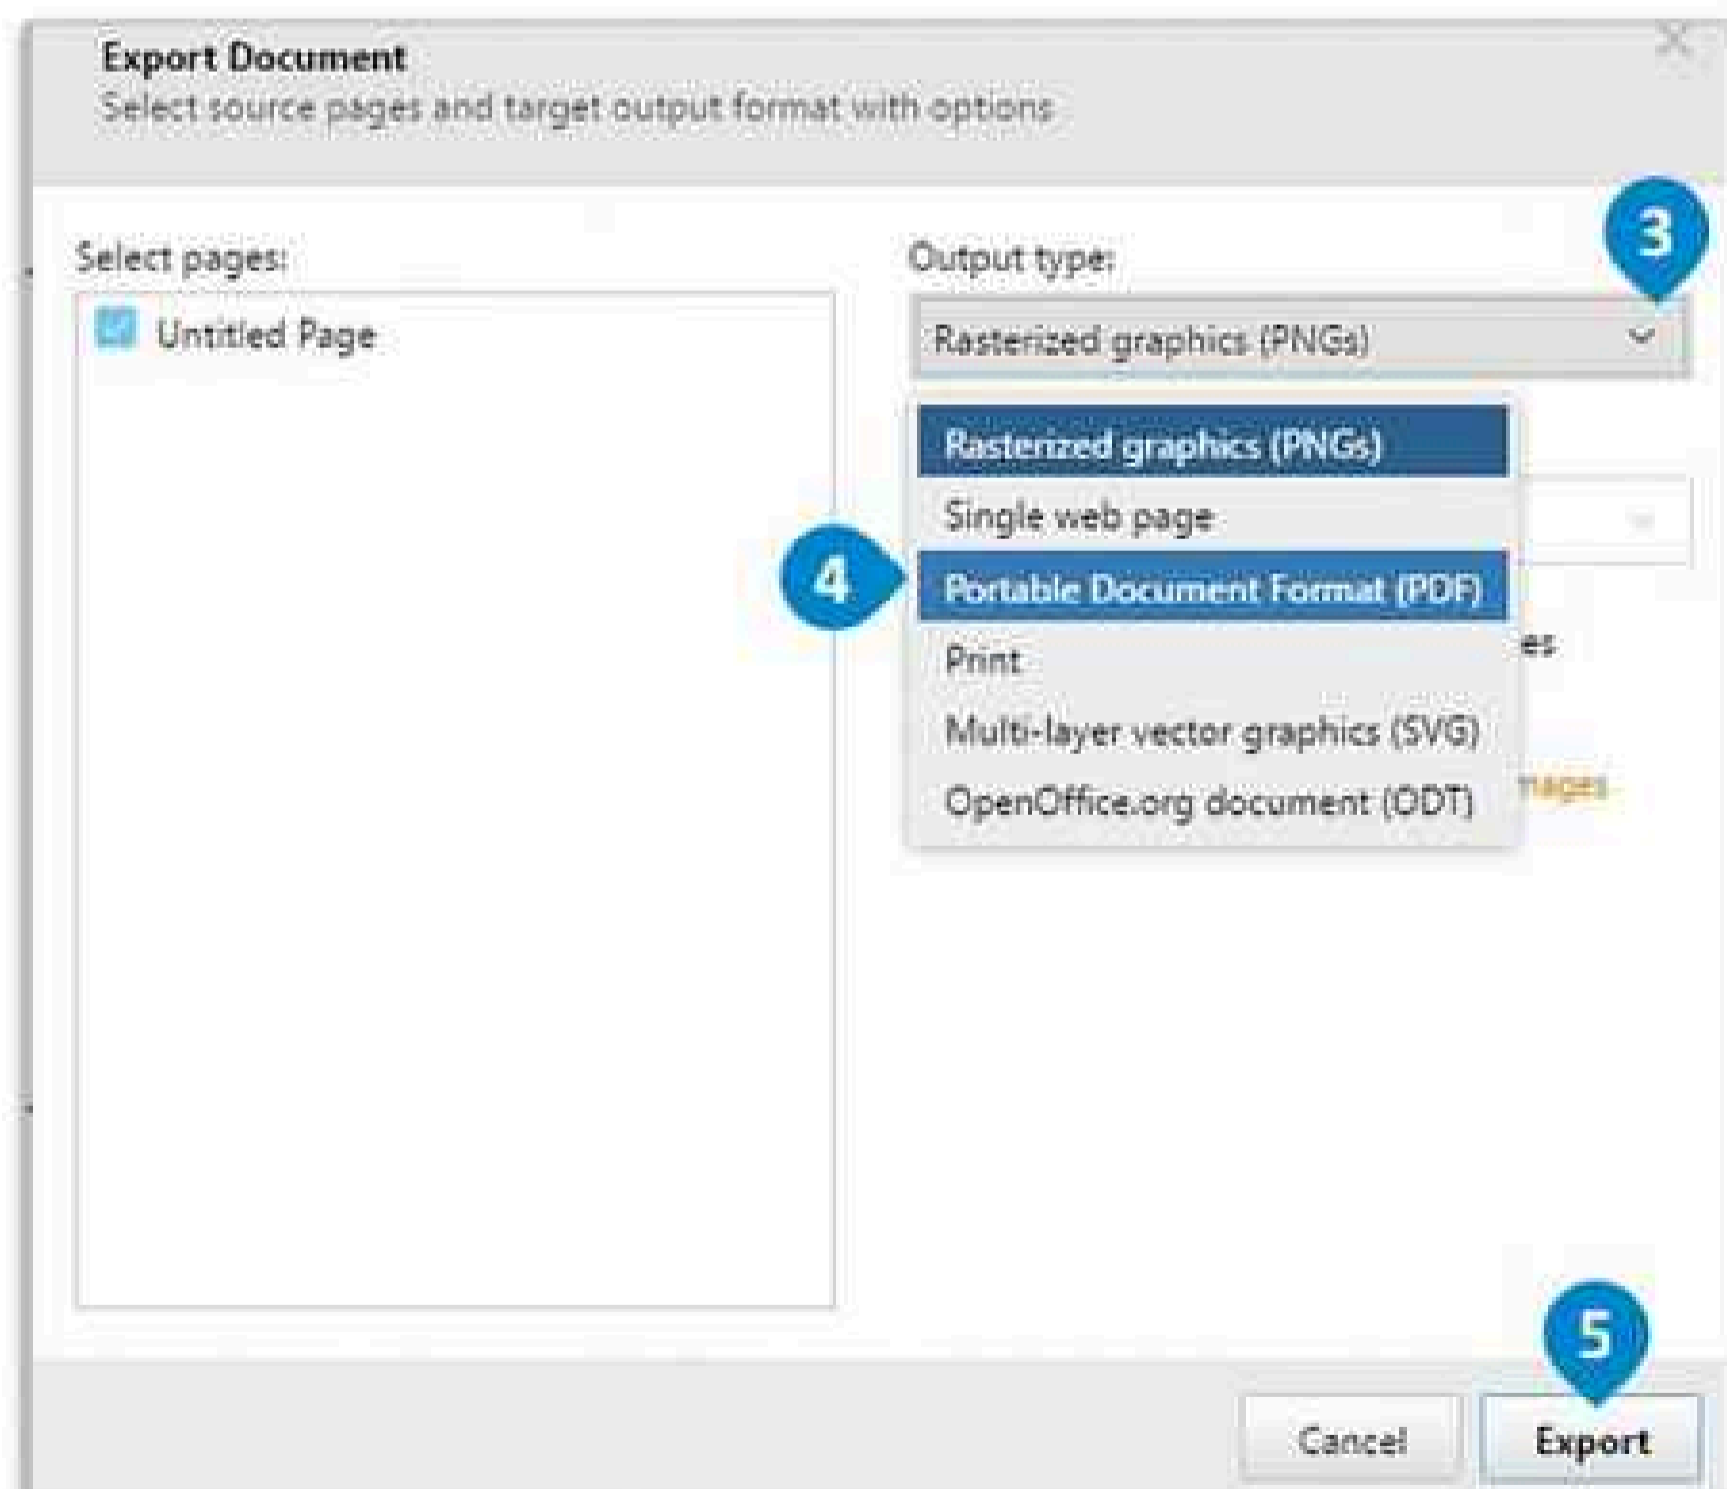 Export Document
Select source pages and target output format with options
3
Select pages:
Output type:
Untitled Page
Rasterized graphics (PNGs)
Rasterized graphics (PNGs)
Single web page
4
Portable Document Format (PDF)
Print
es
Multi-layer vector graphics (SVG)
OpenOffice.org document (ODT)
5
Cancel
Export